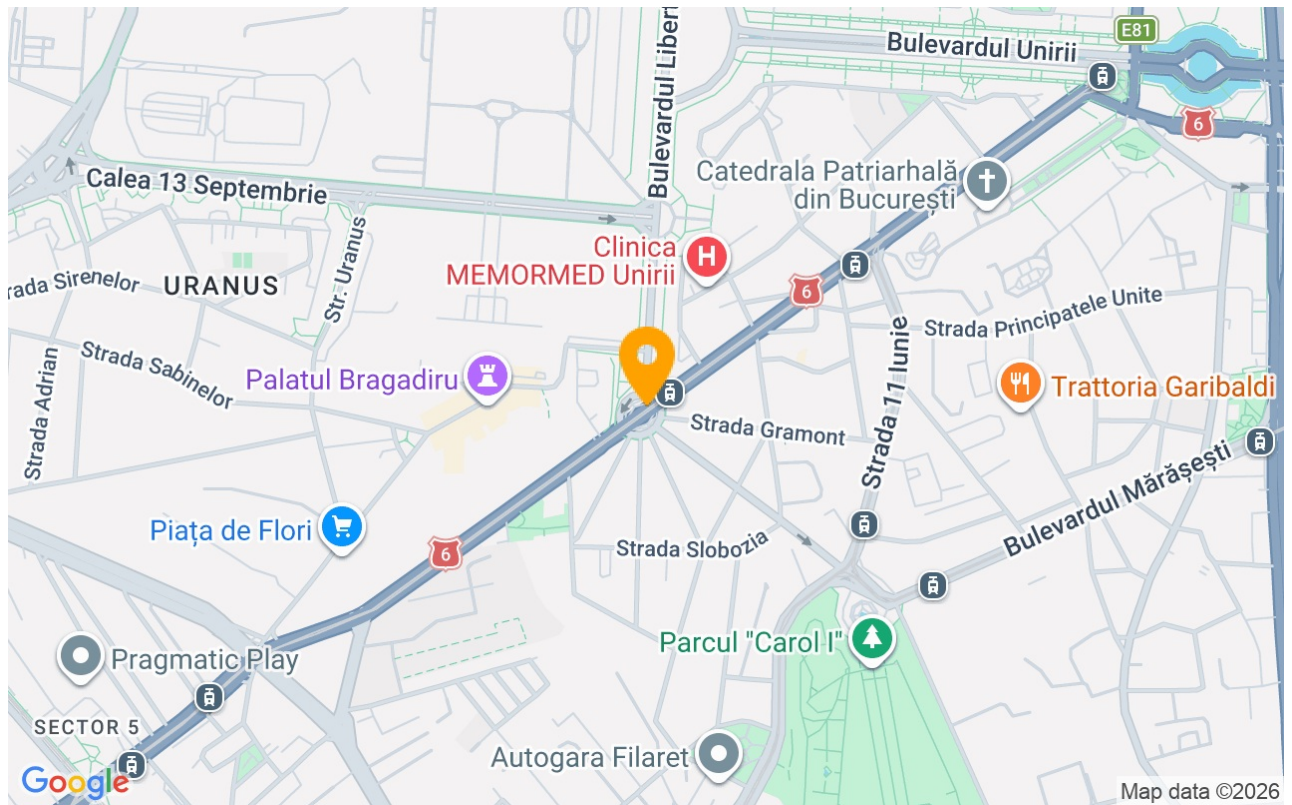 Bulevardul Unirii
E81
Bulevardul Libert
6
Calea 13 Septembrie
Catedrala Patriarhală
din București
Clinica
MEMORMED Unirii
Str. Uranus
rada Sirenelor
URANUS
6
Strada Principatele Unite
Strada Adrian
Strada Sabinelor
Palatul Bragadiru
Strada 11 Iunie
Trattoria Garibaldi
Strada Gramont
Bulevardul Mărășești
Piața de Flori
6
Strada Slobozia
Parcul "Carol I"
Pragmatic Play
SECTOR 5
Autogara Filaret
Google
Map data ©2026